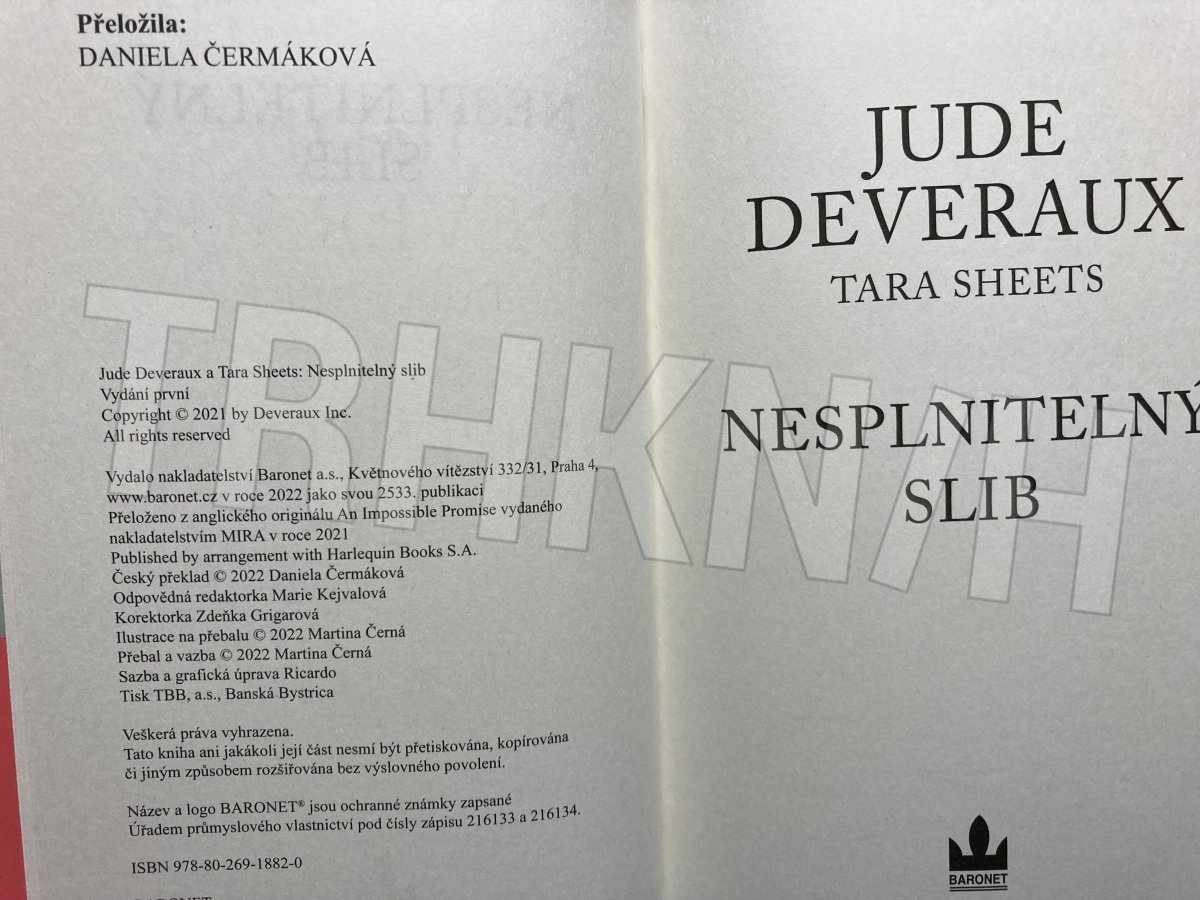 Přeložila:
DANIELA ČERMÁKOVÁ
Jude Deveraux a Tara Sheets: Nesplnitelný slib
Vydání první
Copyright © 2021 by Deveraux Inc.
All rights reserved
Vydalo nakladatelství Baronet a.s., Květnového vítězství 332/31, Praha 4,
www.baronet.cz v roce 2022 jako svou 2533. publikaci
Přeloženo z anglického originálu An Impossible Promise vydaného
nakladatelstvím MIRA v roce 2021
Published by arrangement with Harlequin Books S.A.
Český překlad © 2022 Daniela Čermáková
Odpovědná redaktorka Marie Kejvalová
Korektorka Zdeňka Grigarová
Ilustrace na přebalu © 2022 Martina Černá
Přebal a vazba © 2022 Martina Černá
Sazba a grafická úprava Ricardo
Tisk TBB, a.s., Banská Bystrica
Veškerá práva vyhrazena.
Tato kniha ani jakákoli její část nesmí být přetiskována, kopírována
či jiným způsobem rozšiřována bez výslovného povolení.
Název a logo BARONET® jsou ochranné známky zapsané
Úřadem průmyslového vlastnictví pod čísly zápisu 216133 a 216134.
ISBN 978-80-269-1882-0
JUDE
DEVERAUX
TARA SHEETS
NESPLNITELNÝ
SLIB
BARONET
TBHKNH